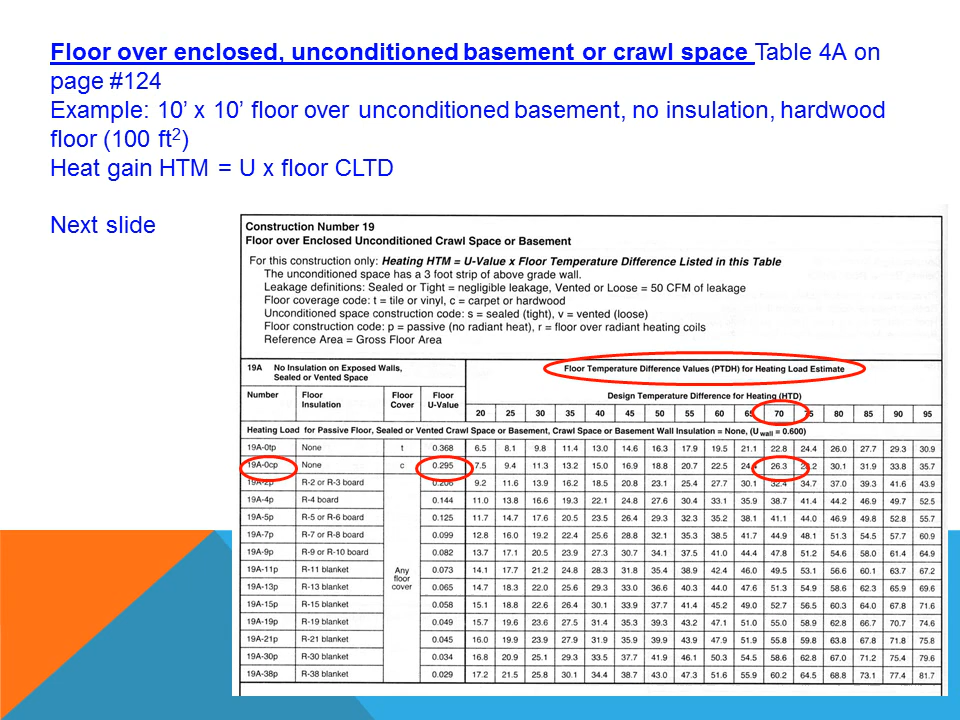 Floor over enclosed, unconditioned basement or crawl space Table 4A on
page #124
Example: 10’ x 10’ floor over unconditioned basement, no insulation, hardwood
floor (100 ft²)
Heat gain HTM = U x floor CLTD
Next slide
Construction Number 19
Floor over Enclosed Unconditioned Crawl Space or Basement
For this construction only: Heating HTM = U-Value x Floor Temperature Difference Listed in this Table
The unconditioned space has a 3 foot strip of above grade wall.
Leakage definitions: Sealed or Tight = negligible leakage, Vented or Loose = 50 CFM of leakage
Floor coverage code: t = tile or vinyl, c = carpet or hardwood
Unconditioned space construction code: s = sealed (tight), v = vented (loose)
Floor construction code: p = passive (no radiant heat), r = floor over radiant heating coils
Reference Area = Gross Floor Area
19A No Insulation on Exposed Walls,
Sealed or Vented Space
Floor Temperature Difference Values (PTDH) for Heating Load Estimate
Design Temperature Difference for Heating (HTD)
Number Floor Insulation Floor Cover Floor U-Value 20 25 30 35 40 45 50 55 60 65 70 75 80 85 90 95
Heating Load for Passive Floor, Sealed or Vented Crawl Space or Basement, Crawl Space or Basement Wall Insulation = None, (U wall = 0.600)
19A-0tp None t 0.368 6.5 8.1 9.8 11.4 13.0 14.6 16.3 17.9 19.5 21.1 22.8 24.4 26.0 27.7 29.3 30.9
19A-0cp None c 0.295 7.5 9.4 11.3 13.2 15.0 16.9 18.8 20.7 22.5 24.4 26.3 28.2 30.1 31.9 33.8 35.7
19A-2p R-2 or R-3 board 0.206 9.2 11.6 13.9 16.2 18.5 20.8 23.1 25.4 27.7 30.1 32.4 34.7 37.0 39.3 41.6 43.9
19A-4p R-4 board 0.144 11.0 13.8 16.6 19.3 22.1 24.8 27.6 30.4 33.1 35.9 38.7 41.4 44.2 46.9 49.7 52.5
19A-5p R-5 or R-6 board 0.125 11.7 14.7 17.6 20.5 23.5 26.4 29.3 32.3 35.2 38.1 41.1 44.0 46.9 49.8 52.8 55.7
19A-7p R-7 or R-8 board 0.099 12.8 16.0 19.2 22.4 25.6 28.8 32.1 35.3 38.5 41.7 44.9 48.1 51.3 54.5 57.7 60.9
19A-9p R-9 or R-10 board 0.082 13.7 17.1 20.5 23.9 27.3 30.7 34.1 37.5 41.0 44.4 47.8 51.2 54.6 58.0 61.4 64.9
19A-11p R-11 blanket Any floor cover 0.073 14.1 17.7 21.2 24.8 28.3 31.8 35.4 38.9 42.4 46.0 49.5 53.1 56.6 60.1 63.7 67.2
19A-13p R-13 blanket 0.065 14.7 18.3 22.0 25.6 29.3 33.0 36.6 40.3 44.0 47.6 51.3 54.9 58.6 62.3 65.9 69.6
19A-15p R-15 blanket 0.058 15.1 18.8 22.6 26.4 30.1 33.9 37.7 41.4 45.2 49.0 52.7 56.5 60.3 64.0 67.8 71.6
19A-19p R-19 blanket 0.049 15.7 19.6 23.6 27.5 31.4 35.3 39.3 43.2 47.1 51.0 55.0 58.9 62.8 66.7 70.7 74.6
19A-21p R-21 blanket 0.045 16.0 19.9 23.9 27.9 31.9 35.9 39.9 43.9 47.9 51.9 55.8 59.8 63.8 67.8 71.8 75.8
19A-30p R-30 blanket 0.034 16.8 20.9 25.1 29.3 33.5 37.7 41.9 46.1 50.3 54.5 58.6 62.8 67.0 71.2 75.4 79.6
19A-38p R-38 blanket 0.029 17.2 21.5 25.8 30.1 34.4 38.7 43.0 47.3 51.6 55.9 60.2 64.5 68.8 73.1 77.4 81.7